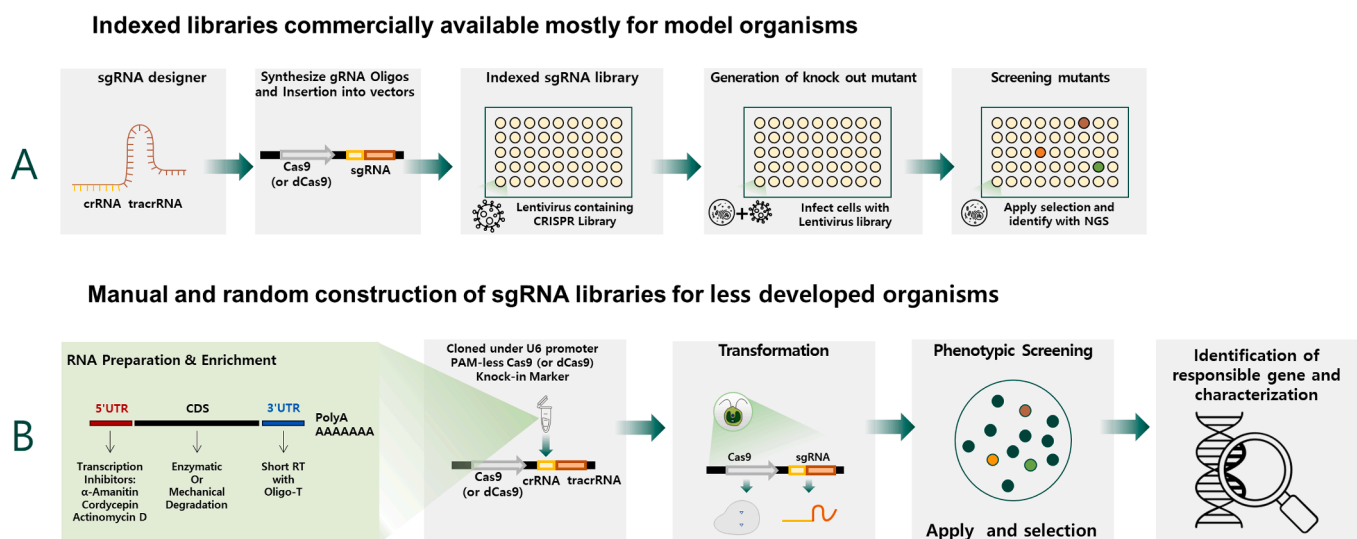 Indexed libraries commercially available mostly for model organisms
A
sgRNA designer
crRNA tracrRNA
Synthesize gRNA Oligos
and Insertion into vectors
Cas9
(or dCas9)
sgRNA
Indexed sgRNA library
Lentivirus containing
CRISPR Library
Generation of knock out mutant
+
Infect cells with
Lentivirus library
Screening mutants
Apply selection and
identify with NGS
Manual and random construction of sgRNA libraries for less developed organisms
B
RNA Preparation & Enrichment
5'UTR
CDS
3'UTR
PolyA
AAAAAAA
Transcription
Inhibitors:
α-Amanitin
Cordycepin
Actinomycin D
Enzymatic
Or
Mechanical
Degradation
Short RT
with
Oligo-T
Cloned under U6 promoter
PAM-less Cas9 (or dCas9)
Knock-in Marker
Cas9
(or dCas9)
crRNA
tracrRNA
Transformation
Cas9
sgRNA
Phenotypic Screening
Apply and selection
Identification of
responsible gene and
characterization